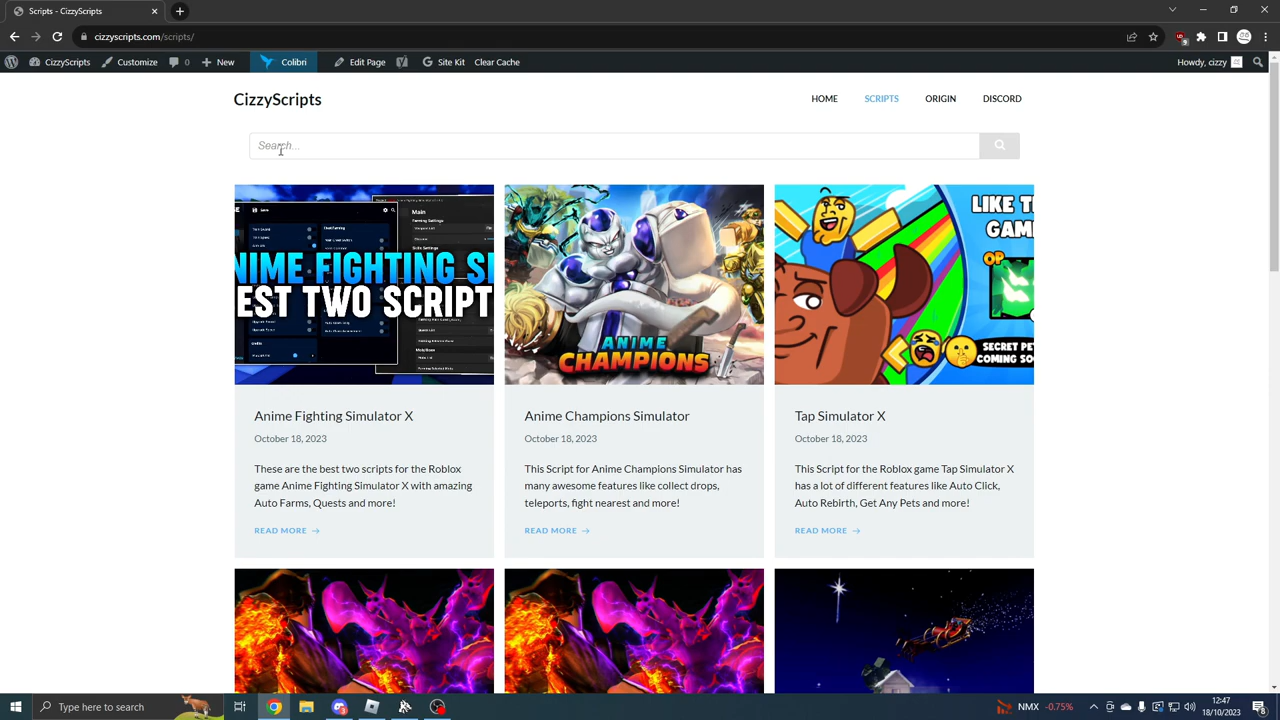 Scripts - CizzyScripts
cizzyscripts.com/scripts/
CizzyScripts
Customize
0
New
Colibri
Edit Page
Site Kit
Clear Cache
Howdy, cizzy
CizzyScripts
HOME
SCRIPTS
ORIGIN
DISCORD
Search...
Main
NIME FIGHTING SI
EST TWO SCRIPT
ANIME
CHAMPIONS
LIKE T
GAM
OP
SECRET PE
COMING SO
Anime Fighting Simulator X
October 18, 2023
These are the best two scripts for the Roblox
game Anime Fighting Simulator X with amazing
Auto Farms, Quests and more!
READ MORE →
Anime Champions Simulator
October 18, 2023
This Script for Anime Champions Simulator has
many awesome features like collect drops,
teleports, fight nearest and more!
READ MORE →
Tap Simulator X
October 18, 2023
This Script for the Roblox game Tap Simulator X
has a lot of different features like Auto Click,
Auto Rebirth, Get Any Pets and more!
READ MORE →
Type here to search
NMX -0.75%
12:47
18/10/2023